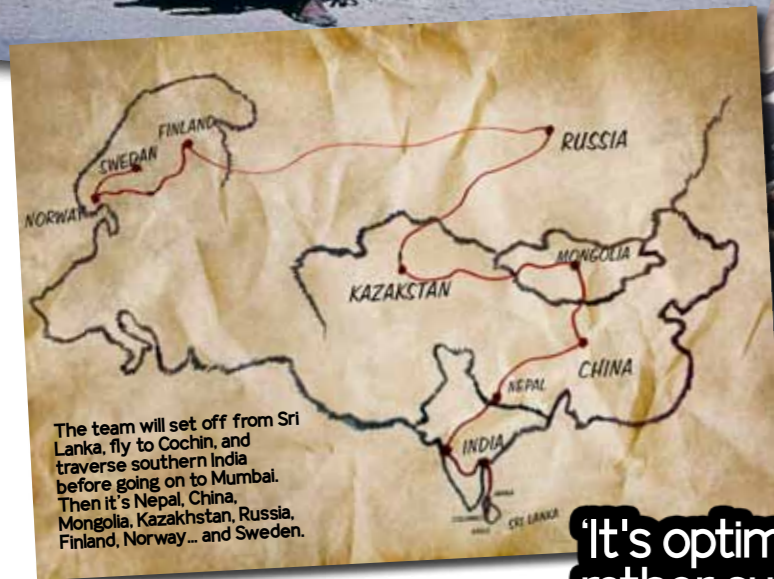 FINLAND
SWEDAN
NORWAY
RUSSIA
MONGOLIA
KAZAKSTAN
CHINA
NEPAL
INDIA
SRI LANKA
The team will set off from Sri
Lanka, fly to Cochin, and
traverse southern India
before going on to Mumbai.
Then it's Nepal, China,
Mongolia, Kazakhstan, Russia,
Finland, Norway... and Sweden.
‘It's optim